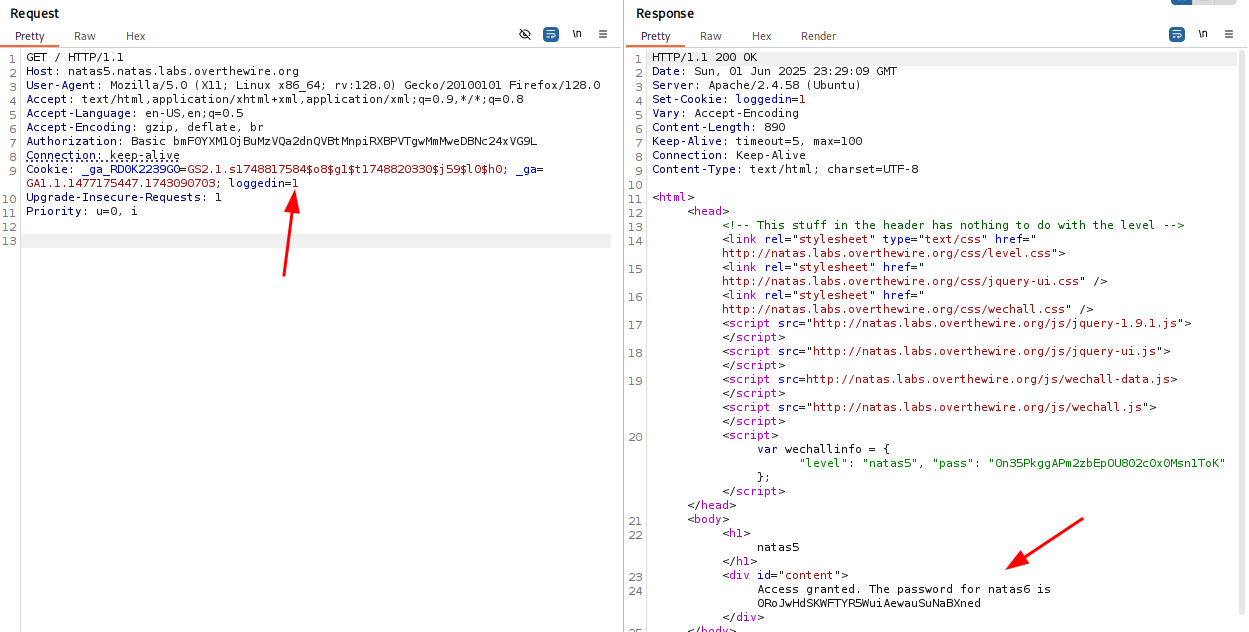 Request
Pretty Raw Hex
\n
1 GET / HTTP/1.1
2 Host: natas5.natas.labs.overthewire.org
3 User-Agent: Mozilla/5.0 (X11; Linux x86_64; rv:128.0) Gecko/20100101 Firefox/128.0
4 Accept: text/html,application/xhtml+xml,application/xml;q=0.9,*/*;q=0.8
5 Accept-Language: en-US,en;q=0.5
6 Accept-Encoding: gzip, deflate, br
7 Authorization: Basic bmF0YXM1OjBuMzVQa2dnQVBtMnpiRXBPVTgwMmMweDBNc24xVG9L
8 Connection: keep-alive
9 Cookie: _ga_RD0K2239G0=GS2.1.s1748817584$o8$g1$t1748820330$j59$l0$h0; _ga=
GA1.1.1477175447.1743090703; loggedin=1
10 Upgrade-Insecure-Requests: 1
11 Priority: u=0, i
12
13
Response
Pretty Raw Hex Render
\n
1 HTTP/1.1 200 OK
2 Date: Sun, 01 Jun 2025 23:29:09 GMT
3 Server: Apache/2.4.58 (Ubuntu)
4 Set-Cookie: loggedin=1
5 Vary: Accept-Encoding
6 Content-Length: 890
7 Keep-Alive: timeout=5, max=100
8 Connection: Keep-Alive
9 Content-Type: text/html; charset=UTF-8
10
11 <html>
12 <head>
13 <!-- This stuff in the header has nothing to do with the level -->
14 <link rel="stylesheet" type="text/css" href="
http://natas.labs.overthewire.org/css/level.css">
15 <link rel="stylesheet" href="
http://natas.labs.overthewire.org/css/jquery-ui.css" />
16 <link rel="stylesheet" href="
http://natas.labs.overthewire.org/css/wechall.css" />
17 <script src="http://natas.labs.overthewire.org/js/jquery-1.9.1.js">
</script>
18 <script src="http://natas.labs.overthewire.org/js/jquery-ui.js">
</script>
19 <script src=http://natas.labs.overthewire.org/js/wechall-data.js>
</script>
<script src="http://natas.labs.overthewire.org/js/wechall.js">
</script>
20 <script>
var wechallinfo = {
"level": "natas5", "pass": "0n35PkggAPm2zbEpOU802c0x0Msn1ToK"
};
</script>
</head>
21 <body>
22 <h1>
natas5
</h1>
23 <div id="content">
24 Access granted. The password for natas6 is
0RoJwHdSKWFTYR5WuiAewauSuNaBXned
</div>
25 </body>